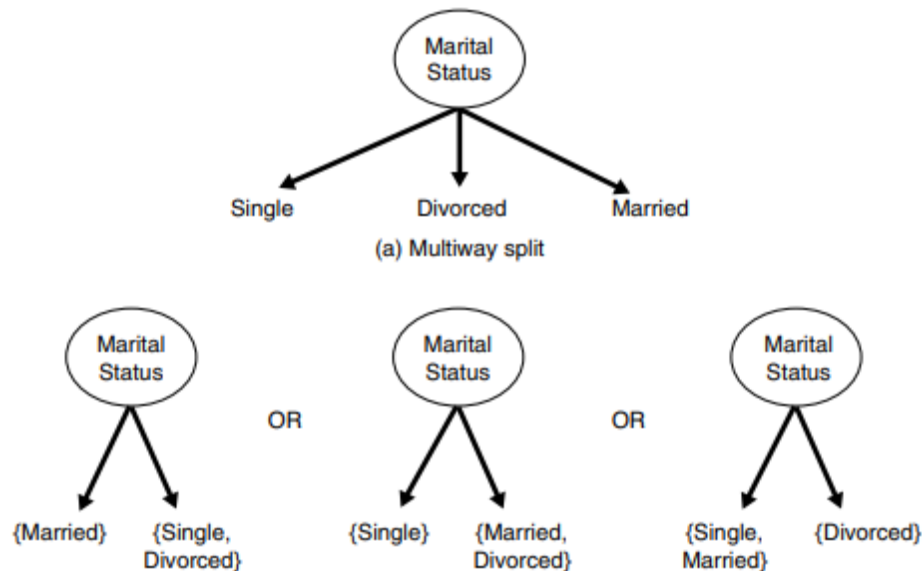 Marital
Status
Single
Divorced
Married
(a) Multiway split
Marital
Status
OR
Marital
Status
OR
Marital
Status
{Married}
{Single,
Divorced}
{Single}
{Married,
Divorced}
{Single,
Married}
{Divorced}